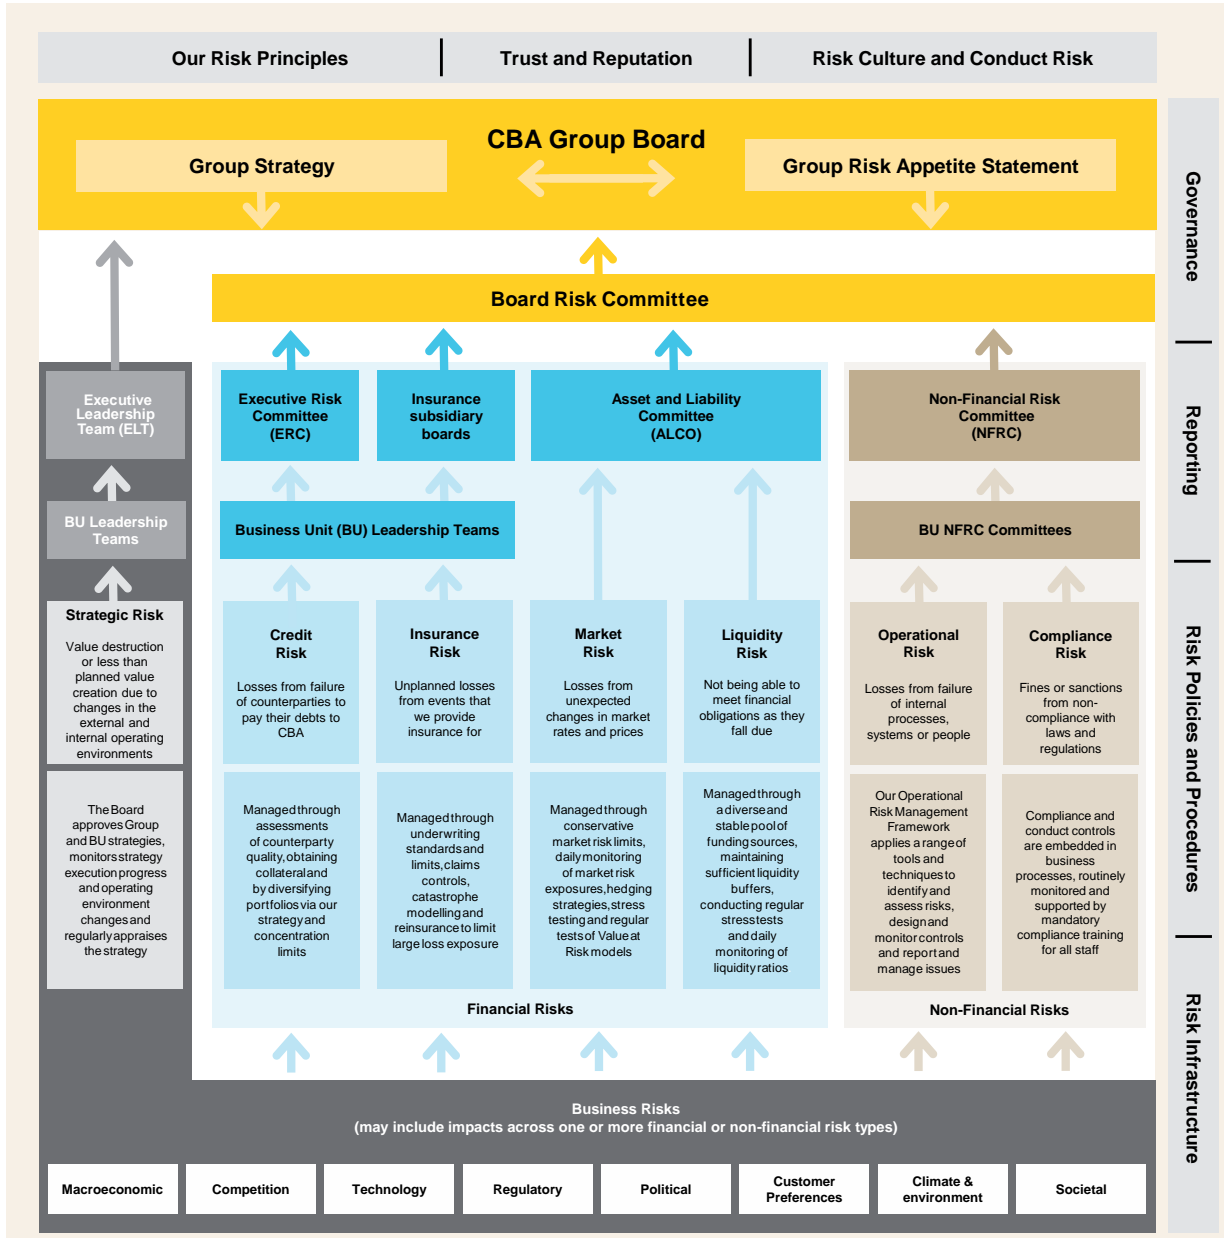 Our Risk Principles
Trust and Reputation
Risk Culture and Conduct Risk
CBA Group Board
Group Strategy
Group Risk Appetite Statement
Governance
Board Risk Committee
Reporting
Executive
Leadership
Team (ELT)
Executive Risk
Committee
(ERC)
Insurance
subsidiary
boards
Asset and Liability
Committee
(ALCO)
Non-Financial Risk
Committee
(NFRC)
BU Leadership
Teams
Business Unit (BU) Leadership Teams
BU NFRC Committees
Risk Policies and Procedures
Strategic Risk
Value destruction
or less than
planned value
creation due to
changes in the
external and
internal operating
environments
Credit
Risk
Losses from failure
of counterparties to
pay their debts to
CBA
Insurance
Risk
Unplanned losses
from events that
we provide
insurance for
Market
Risk
Losses from
unexpected
changes in market
rates and prices
Liquidity
Risk
Not being able to
meet financial
obligations as they
fall due
Operational
Risk
Losses from failure
of internal
processes,
systems or people
Compliance
Risk
Fines or sanctions
from non-
compliance with
laws and
regulations
The Board
approves Group
and BU strategies,
monitors strategy
execution progress
and operating
environment
changes and
regularly appraises
the strategy
Managed through
assessments
of counterparty
quality, obtaining
collateral and
by diversifying
portfolios via our
strategy and
concentration
limits
Managed through
underwriting
standards and
limits, claims
controls,
catastrophe
modelling and
reinsurance to limit
large loss exposure
Managed through
conservative
market risk limits,
daily monitoring
of market risk
exposures, hedging
strategies, stress
testing and regular
tests of Value at
Risk models
Managed through
a diverse and
stable pool of
funding sources,
maintaining
sufficient liquidity
buffers,
conducting regular
stress tests
and daily
monitoring of
liquidity ratios
Our Operational
Risk Management
Framework
applies a range of
tools and
techniques to
identify and
assess risks,
design and
monitor controls
and report and
manage issues
Compliance and
conduct controls
are embedded in
business
processes, routinely
monitored and
supported by
mandatory
compliance training
for all staff
Financial Risks
Non-Financial Risks
Risk Infrastructure
Business Risks
(may include impacts across one or more financial or non-financial risk types)
Macroeconomic
Competition
Technology
Regulatory
Political
Customer
Preferences
Climate &
environment
Societal